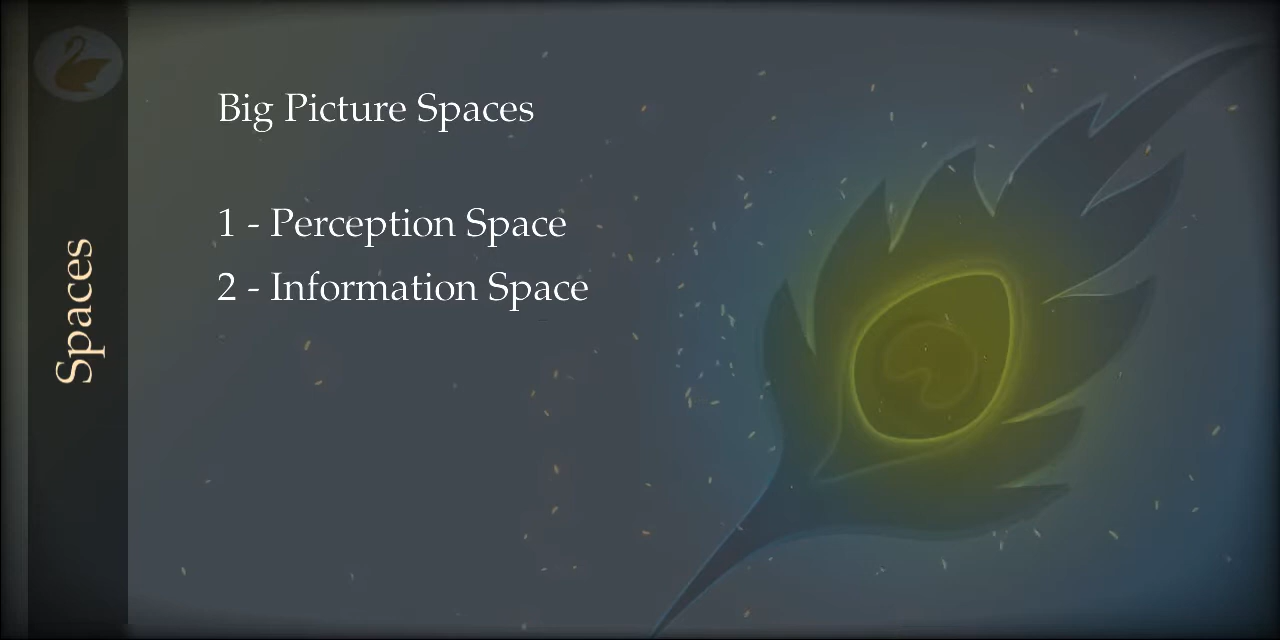 Spaces
Big Picture Spaces
1 - Perception Space
2 - Information Space